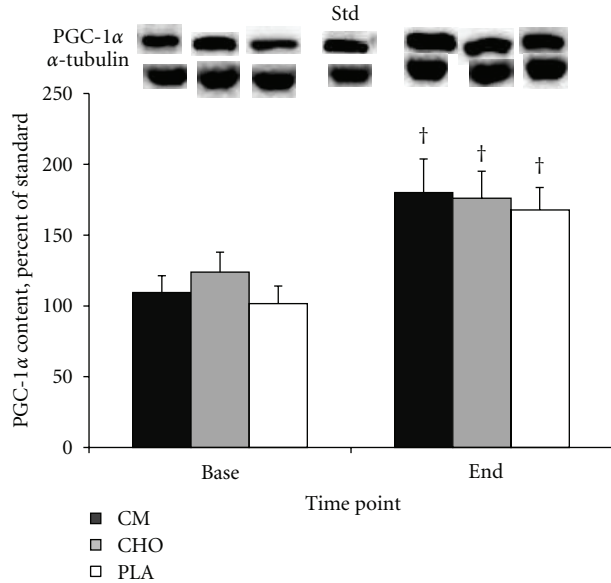 Std
PGC-1α
α-tubulin
PGC-1α content, percent of standard
250
200
150
100
50
0
† † †
Base End
Time point
CM
CHO
PLA